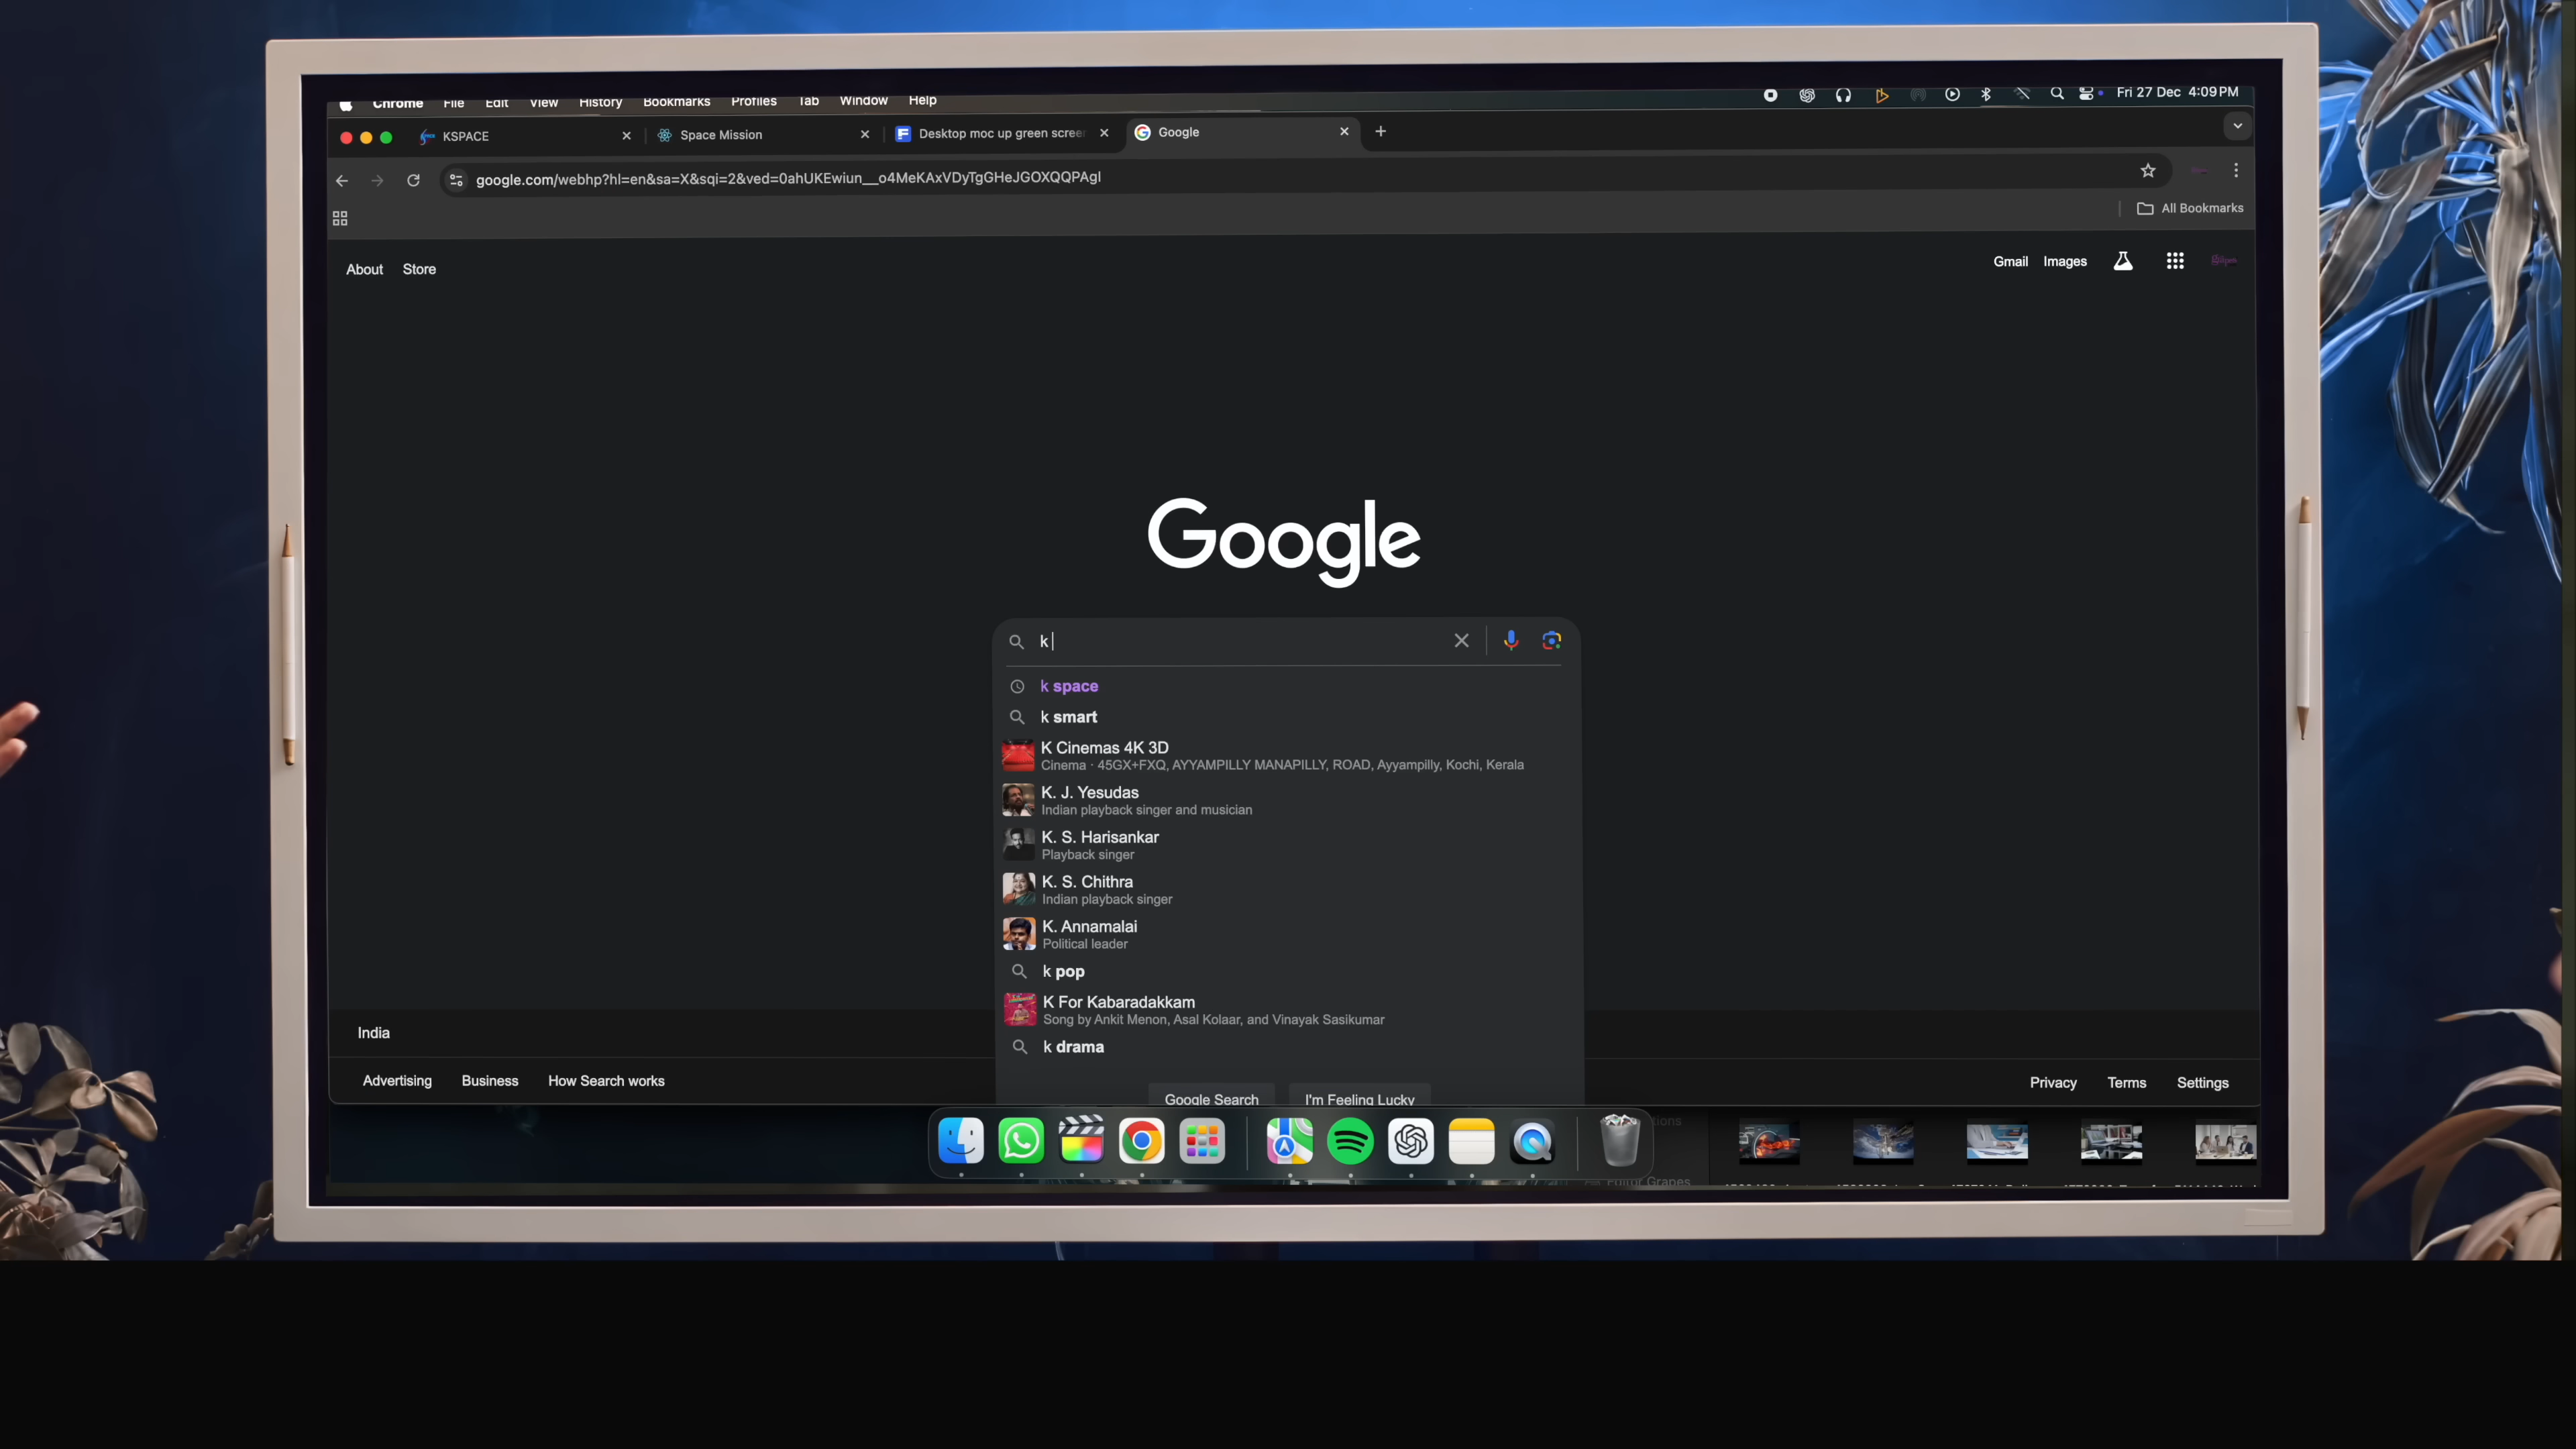 Chrome File Edit View History Bookmarks Profiles Tab Window Help
Fri 27 Dec 4:09 PM
KSPACE
Space Mission
Desktop moc up green screen
Google
google.com/webhp?hl=en&sa=X&sqi=2&ved=0ahUKEwiun__o4MeKAxVDyTgGHeJGOXQQPAgI
All Bookmarks
About Store
Gmail Images
Google
k
k space
k smart
K Cinemas 4K 3D
Cinema · 45GX+FXQ, AYYAMPILLY MANAPILLY, ROAD, Ayyampilly, Kochi, Kerala
K. J. Yesudas
Indian playback singer and musician
K. S. Harisankar
Playback singer
K. S. Chithra
Indian playback singer
K. Annamalai
Political leader
k pop
K For Kabaradakkam
Song by Ankit Menon, Asal Kolaar, and Vinayak Sasikumar
k drama
Google Search I'm Feeling Lucky
India
Advertising Business How Search works
Privacy Terms Settings
Grapes